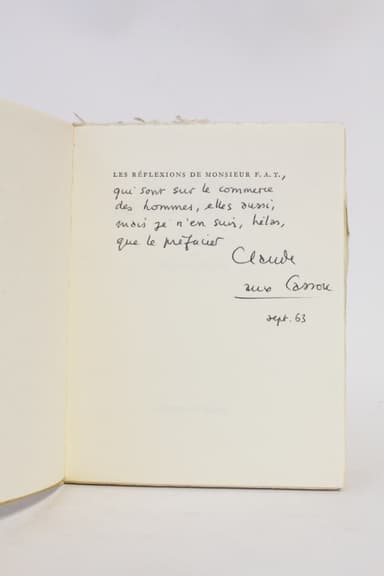 LES RÉFLEXIONS DE MONSIEUR F. A. T.,
qui sont sur le commerce
des hommes, elles aussi,
mais je n'en suis, hélas,
que le préfacier
Claude
aux Cassou
sept. 63